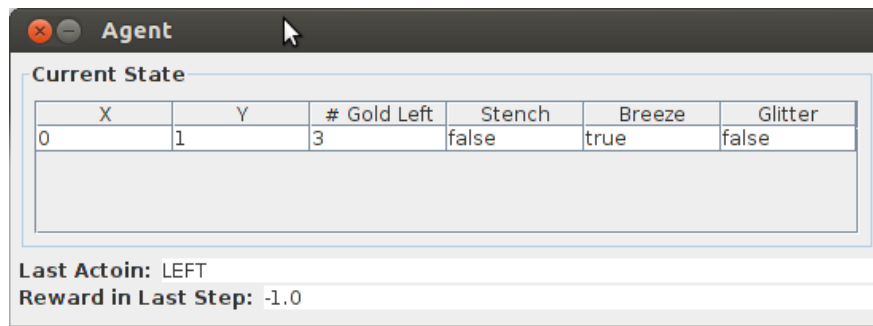 Agent
Current State
X Y # Gold Left Stench Breeze Glitter
0 1 3 false true false
Last Actoin: LEFT
Reward in Last Step: -1.0